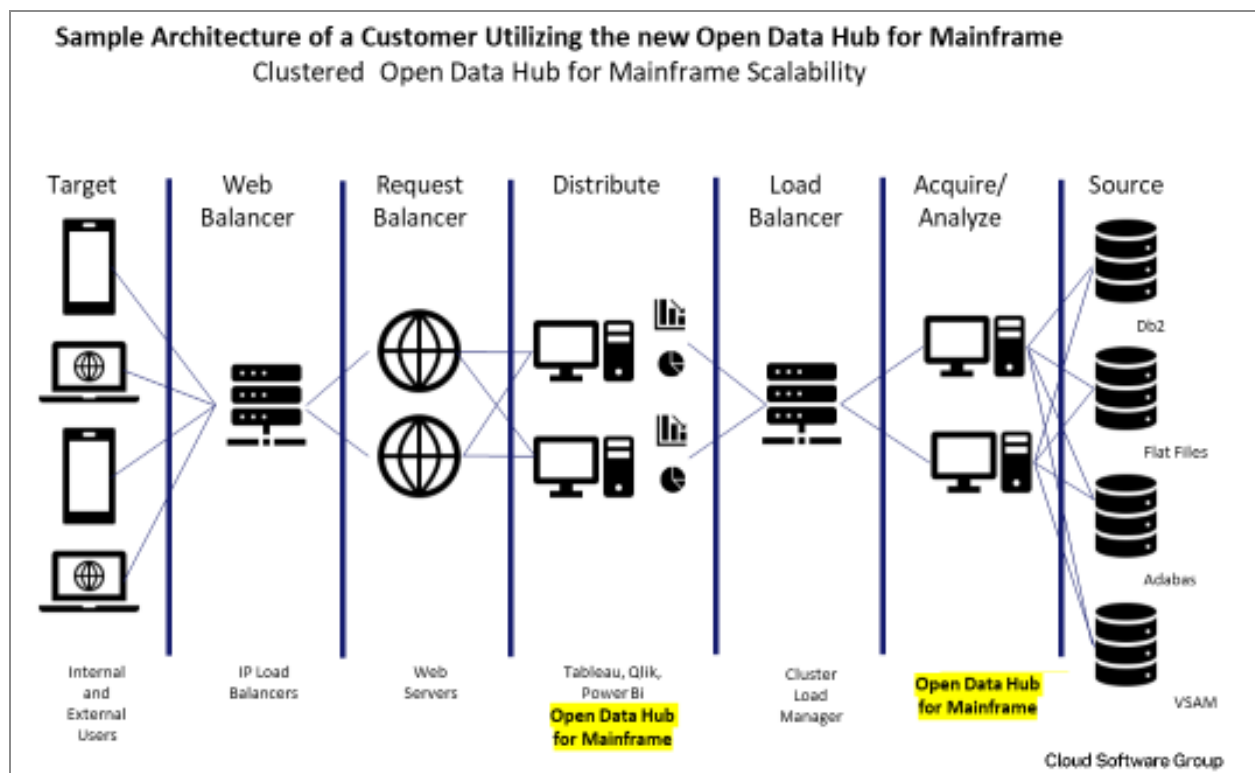 Sample Architecture of a Customer Utilizing the new Open Data Hub for Mainframe
Clustered Open Data Hub for Mainframe Scalability
Target
Web
Balancer
Request
Balancer
Distribute
Load
Balancer
Acquire/
Analyze
Source
Db2
Flat Files
Adabas
VSAM
Internal
and
External
Users
IP Load
Balancers
Web
Servers
Tableau, Qlik,
Power Bi
Open Data Hub
for Mainframe
Cluster
Load
Manager
Open Data Hub
for Mainframe
Cloud Software Group